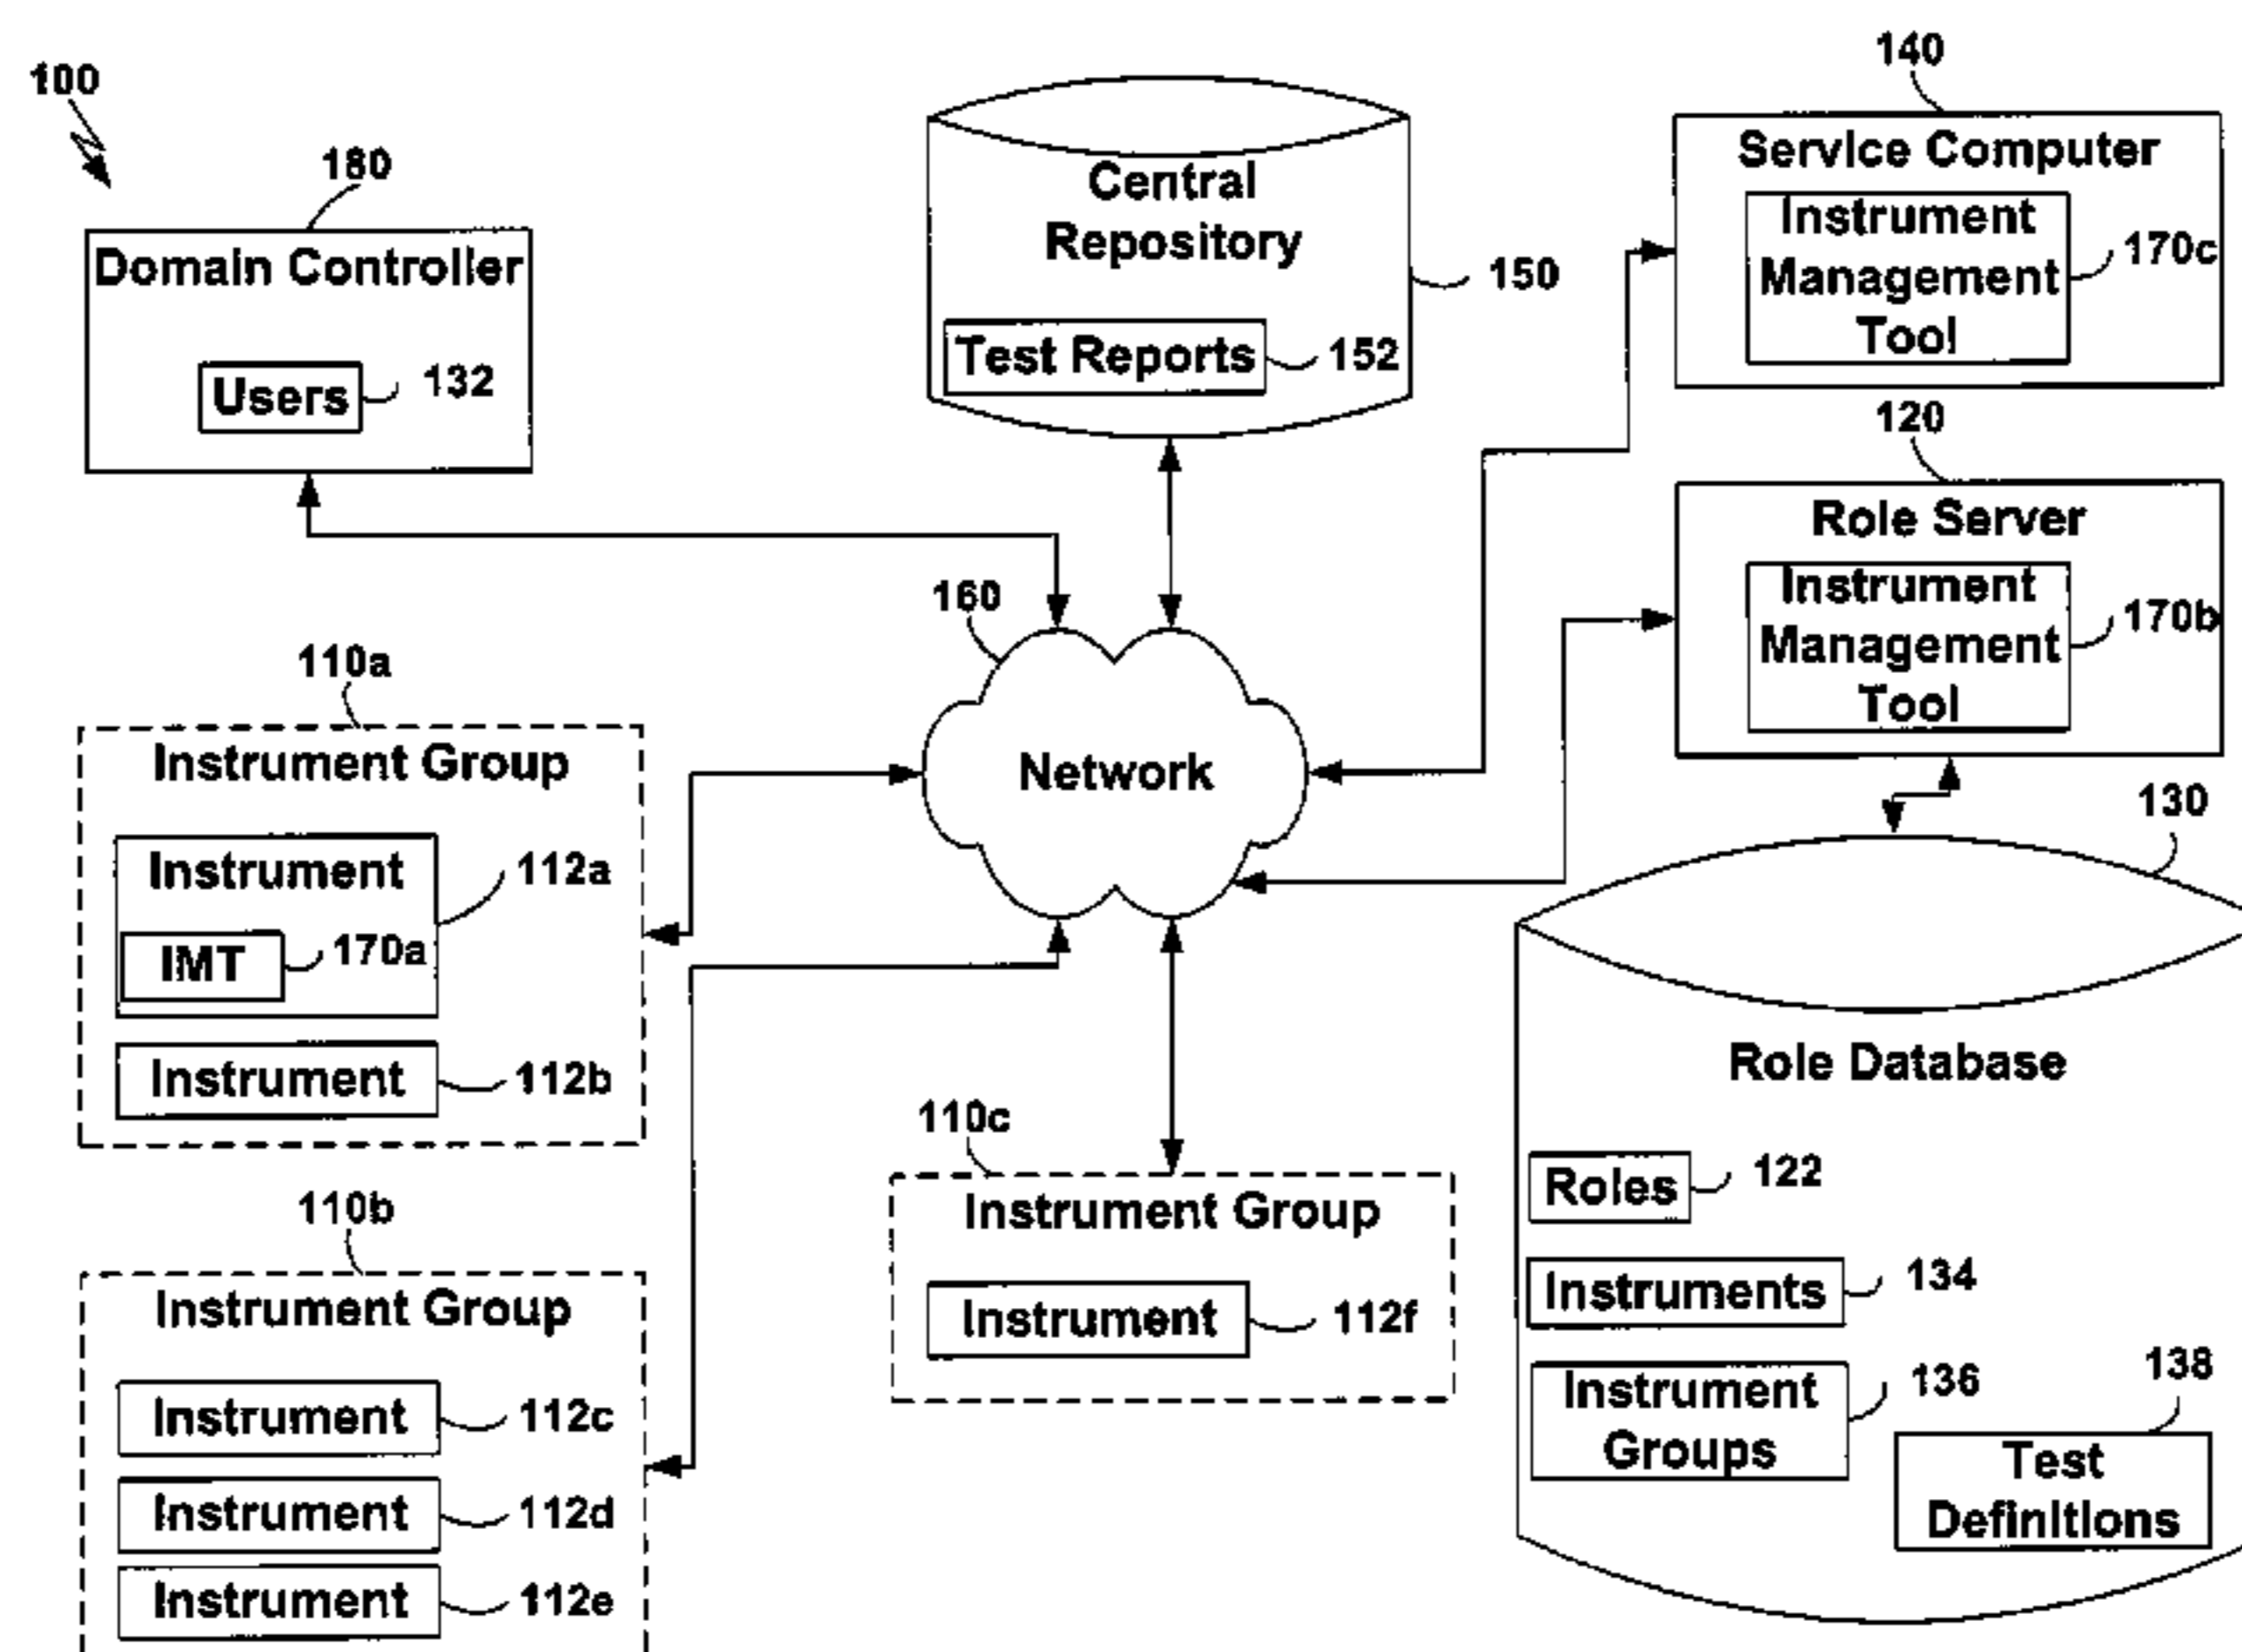 100
180
Domain Controller
Users
132
Central
Repository
150
Test Reports
152
140
Service Computer
Instrument
Management
Tool
170c
120
Role Server
Instrument
Management
Tool
170b
160
Network
110a
Instrument Group
Instrument
112a
IMT
170a
Instrument
112b
110b
Instrument Group
Instrument
112c
Instrument
112d
Instrument
112e
110c
Instrument Group
Instrument
112f
130
Role Database
Roles
122
Instruments
134
Instrument
Groups
136
138
Test
Definitions